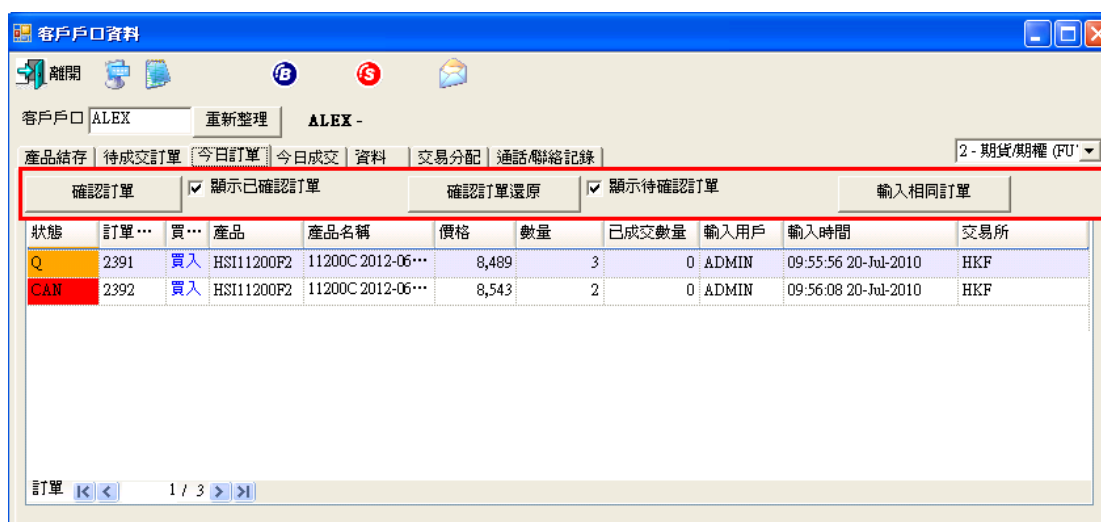 客戶戶口資料
離開
B
S
客戶戶口 ALEX 重新整理 ALEX -
產品結存 待成交訂單 今日訂單 今日成交 資料 交易分配 通話/聯絡記錄 2 - 期貨/期權 (FU'
確認訂單 顯示已確認訂單 確認訂單還原 顯示待確認訂單 輸入相同訂單
狀態 訂單… 買… 產品 產品名稱 價格 數量 已成交數量 輸入用戶 輸入時間 交易所
Q 2391 買入 HSI11200F2 11200C 2012-06… 8,489 3 0 ADMIN 09:55:56 20-Jul-2010 HKF
CAN 2392 買入 HSI11200F2 11200C 2012-06… 8,543 2 0 ADMIN 09:56:08 20-Jul-2010 HKF
訂單 1 / 3